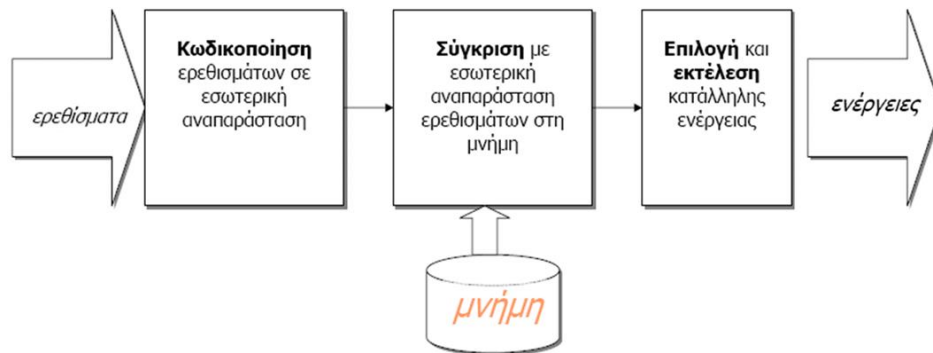 ερεθίσματα
Κωδικοποίηση
ερεθισμάτων σε
εσωτερική
αναπαράσταση
Σύγκριση με
εσωτερική
αναπαράσταση
ερεθισμάτων στη
μνήμη
Επιλογή και
εκτέλεση
κατάλληλης
ενέργειας
ενέργειες
μνήμη